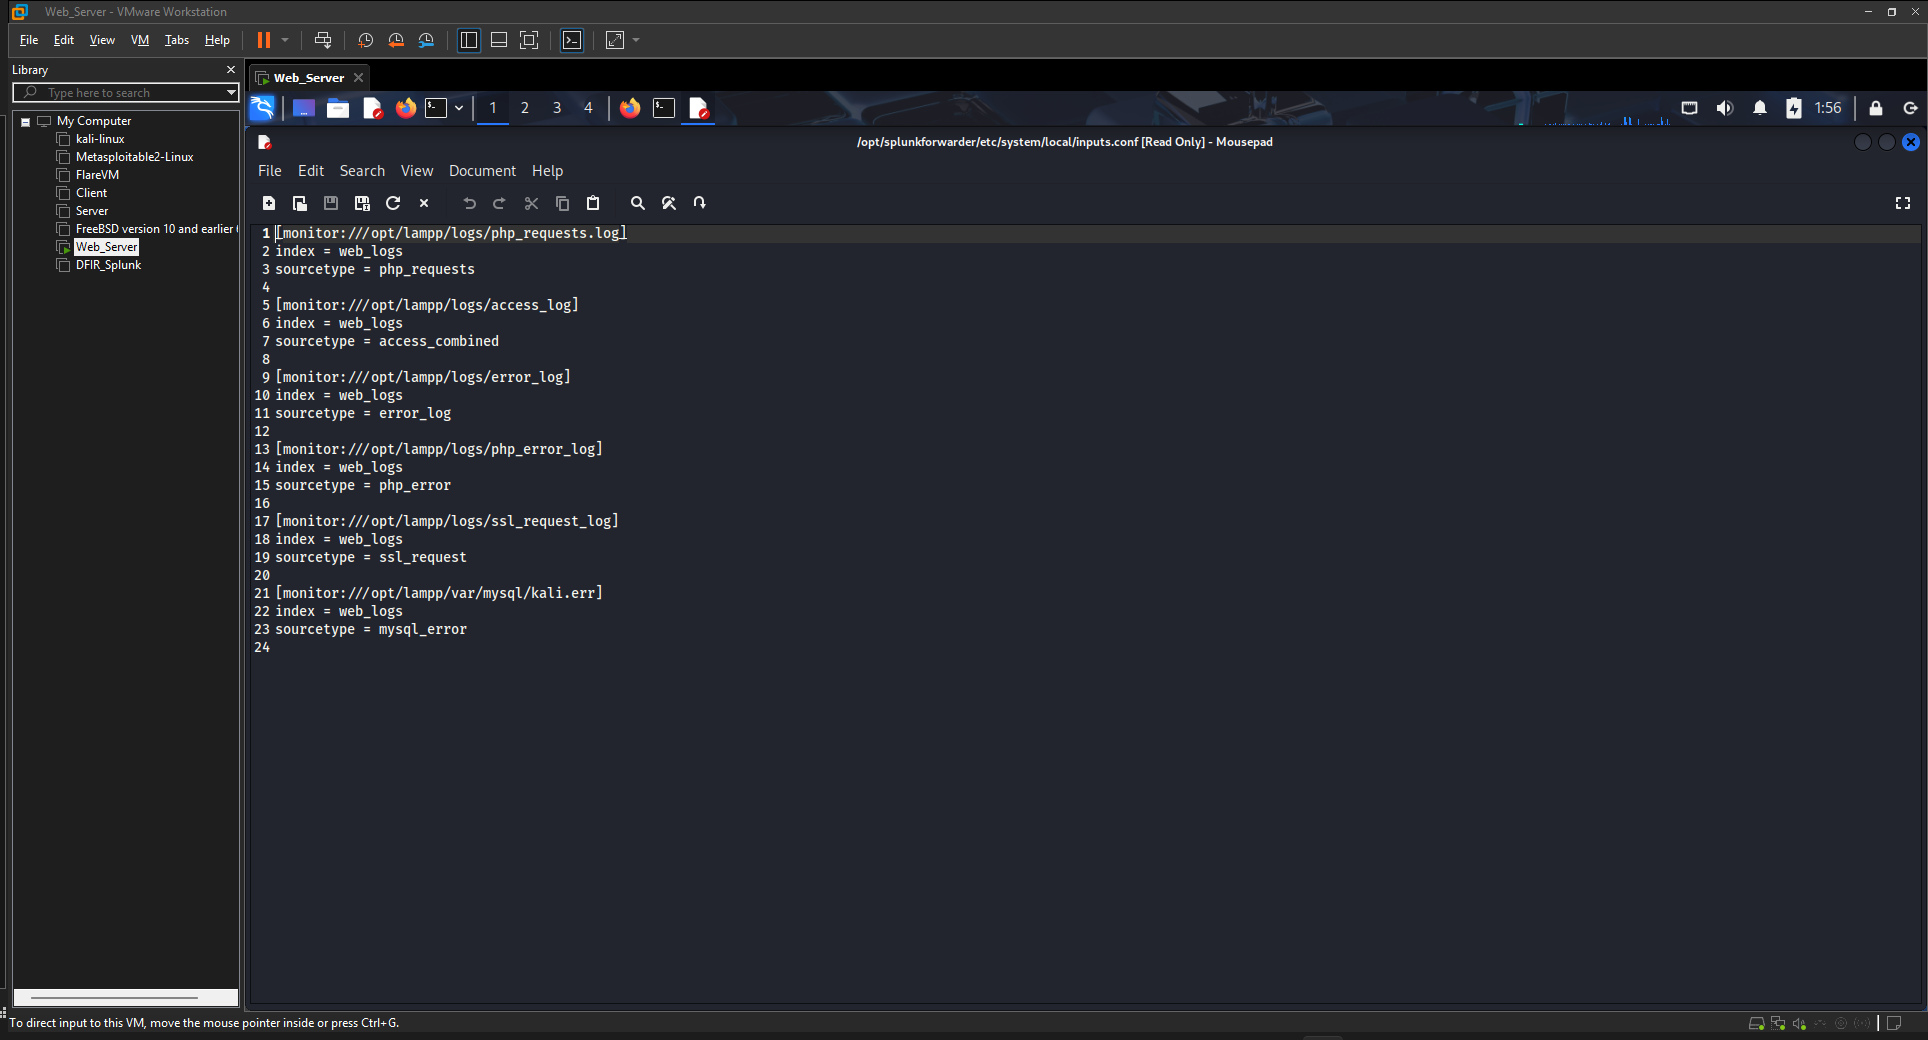 Web_Server - VMware Workstation
File Edit View VM Tabs Help
Library
Type here to search
My Computer
kali-linux
Metasploitable2-Linux
FlareVM
Client
Server
FreeBSD version 10 and earlier
Web_Server
DFIR_Splunk
Web_Server
1 2 3 4
1:56
/opt/splunkforwarder/etc/system/local/inputs.conf [Read Only] - Mousepad
File Edit Search View Document Help
1 [monitor:///opt/lampp/logs/php_requests.log]
2 index = web_logs
3 sourcetype = php_requests
4
5 [monitor:///opt/lampp/logs/access_log]
6 index = web_logs
7 sourcetype = access_combined
8
9 [monitor:///opt/lampp/logs/error_log]
10 index = web_logs
11 sourcetype = error_log
12
13 [monitor:///opt/lampp/logs/php_error_log]
14 index = web_logs
15 sourcetype = php_error
16
17 [monitor:///opt/lampp/logs/ssl_request_log]
18 index = web_logs
19 sourcetype = ssl_request
20
21 [monitor:///opt/lampp/var/mysql/kali.err]
22 index = web_logs
23 sourcetype = mysql_error
24
To direct input to this VM, move the mouse pointer inside or press Ctrl+G.